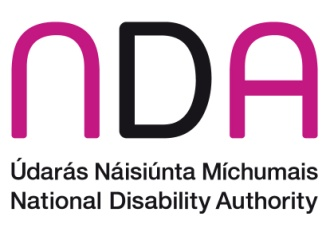 NDA
Údarás Náisiúnta Míchumais
National Disability Authority